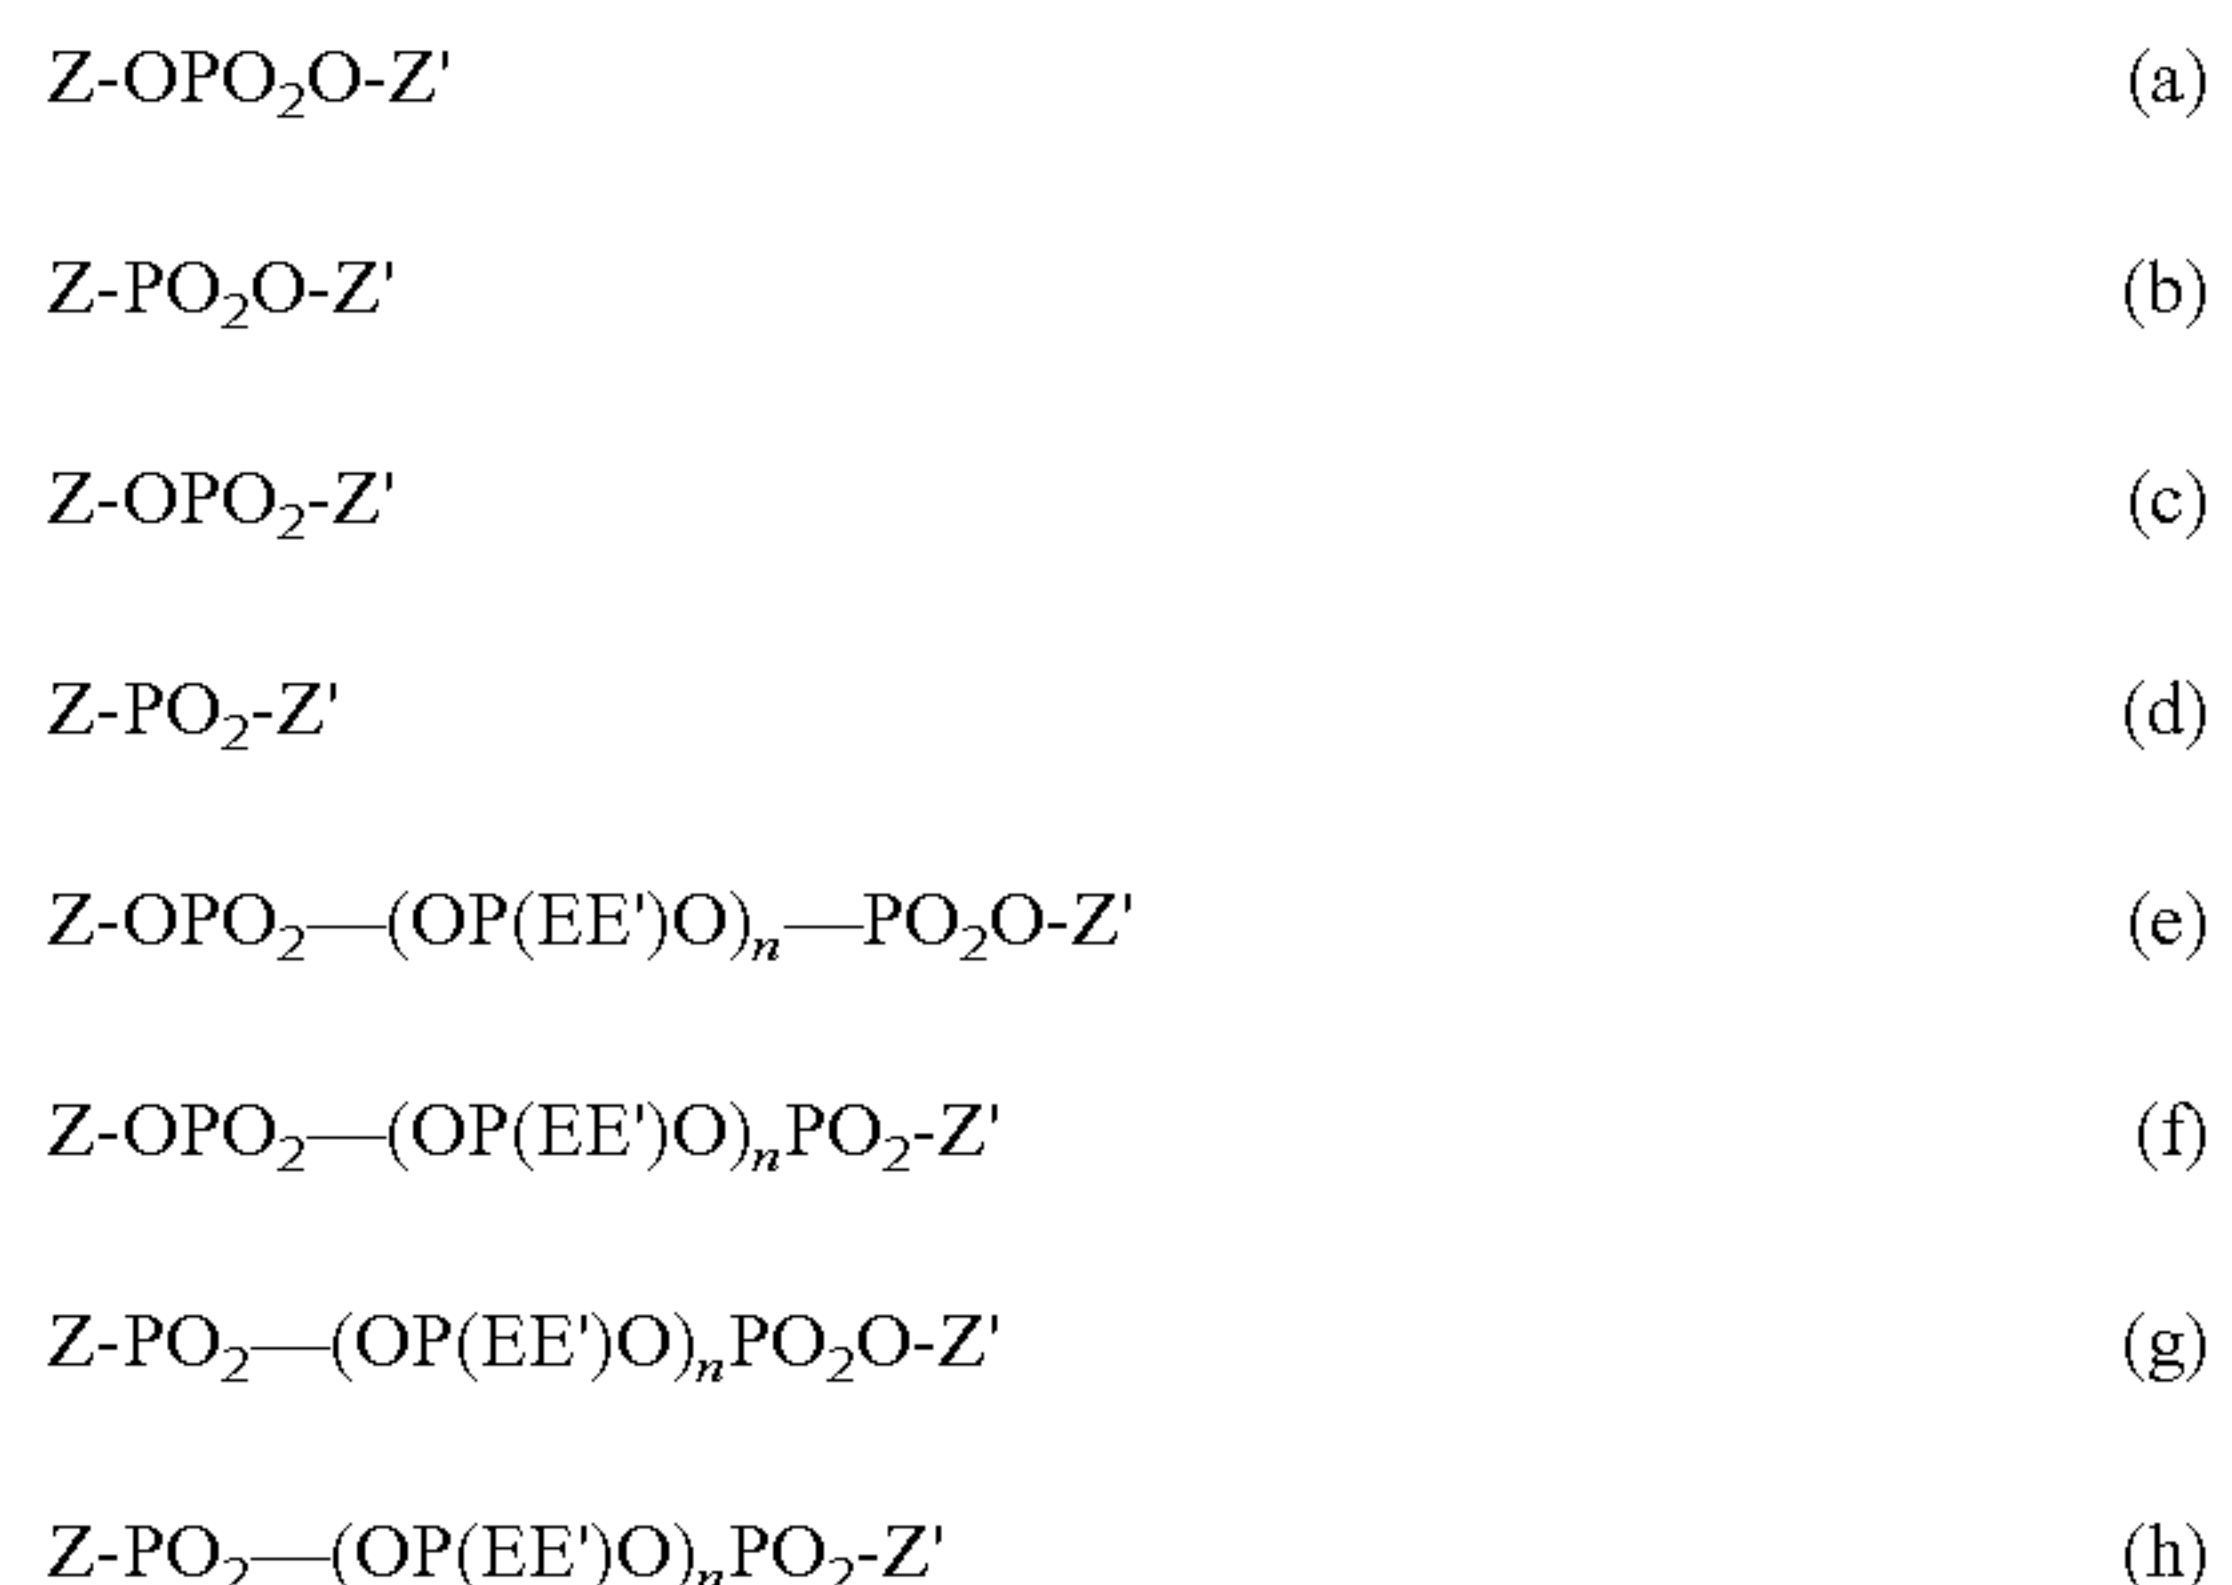 Z-OPO₂O-Z' (a)
Z-PO₂O-Z' (b)
Z-OPO₂-Z' (c)
Z-PO₂-Z' (d)
Z-OPO₂—(OP(EE')O)ₙ—PO₂O-Z' (e)
Z-OPO₂—(OP(EE')O)ₙPO₂-Z' (f)
Z-PO₂—(OP(EE')O)ₙPO₂O-Z' (g)
Z-PO₂—(OP(EE')O)ₙPO₂-Z' (h)